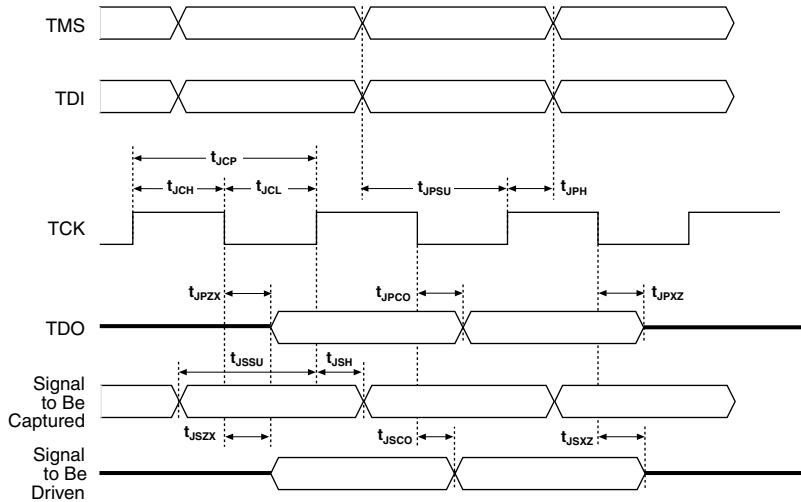 TMS
TDI
tJCP
tJCH
tJCL
tJPSU
tJPH
TCK
tJPZX
tJPCO
tJPXZ
TDO
tJSSU
tJSH
Signal
to Be
Captured
tJSZX
tJSCO
tJSXZ
Signal
to Be
Driven